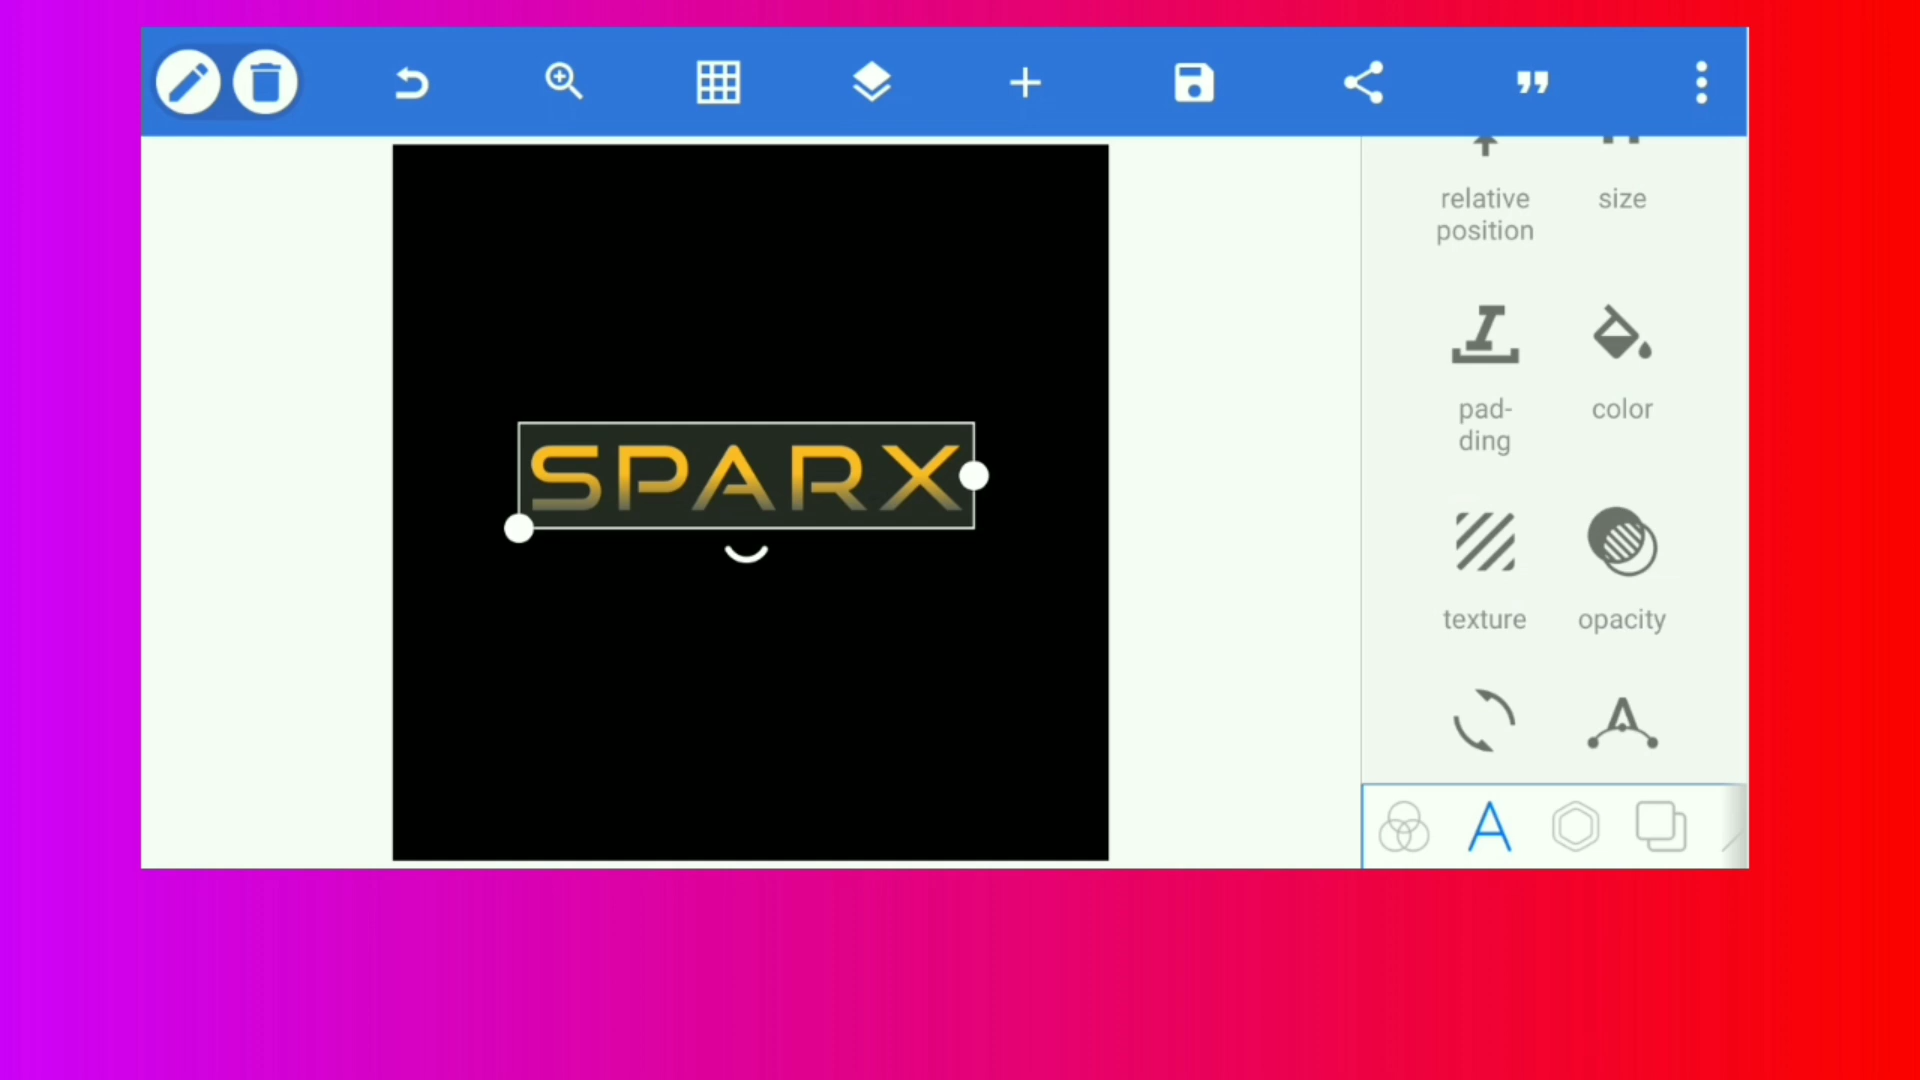 relative
position
size
pad-
ding
color
SPARX
texture
opacity